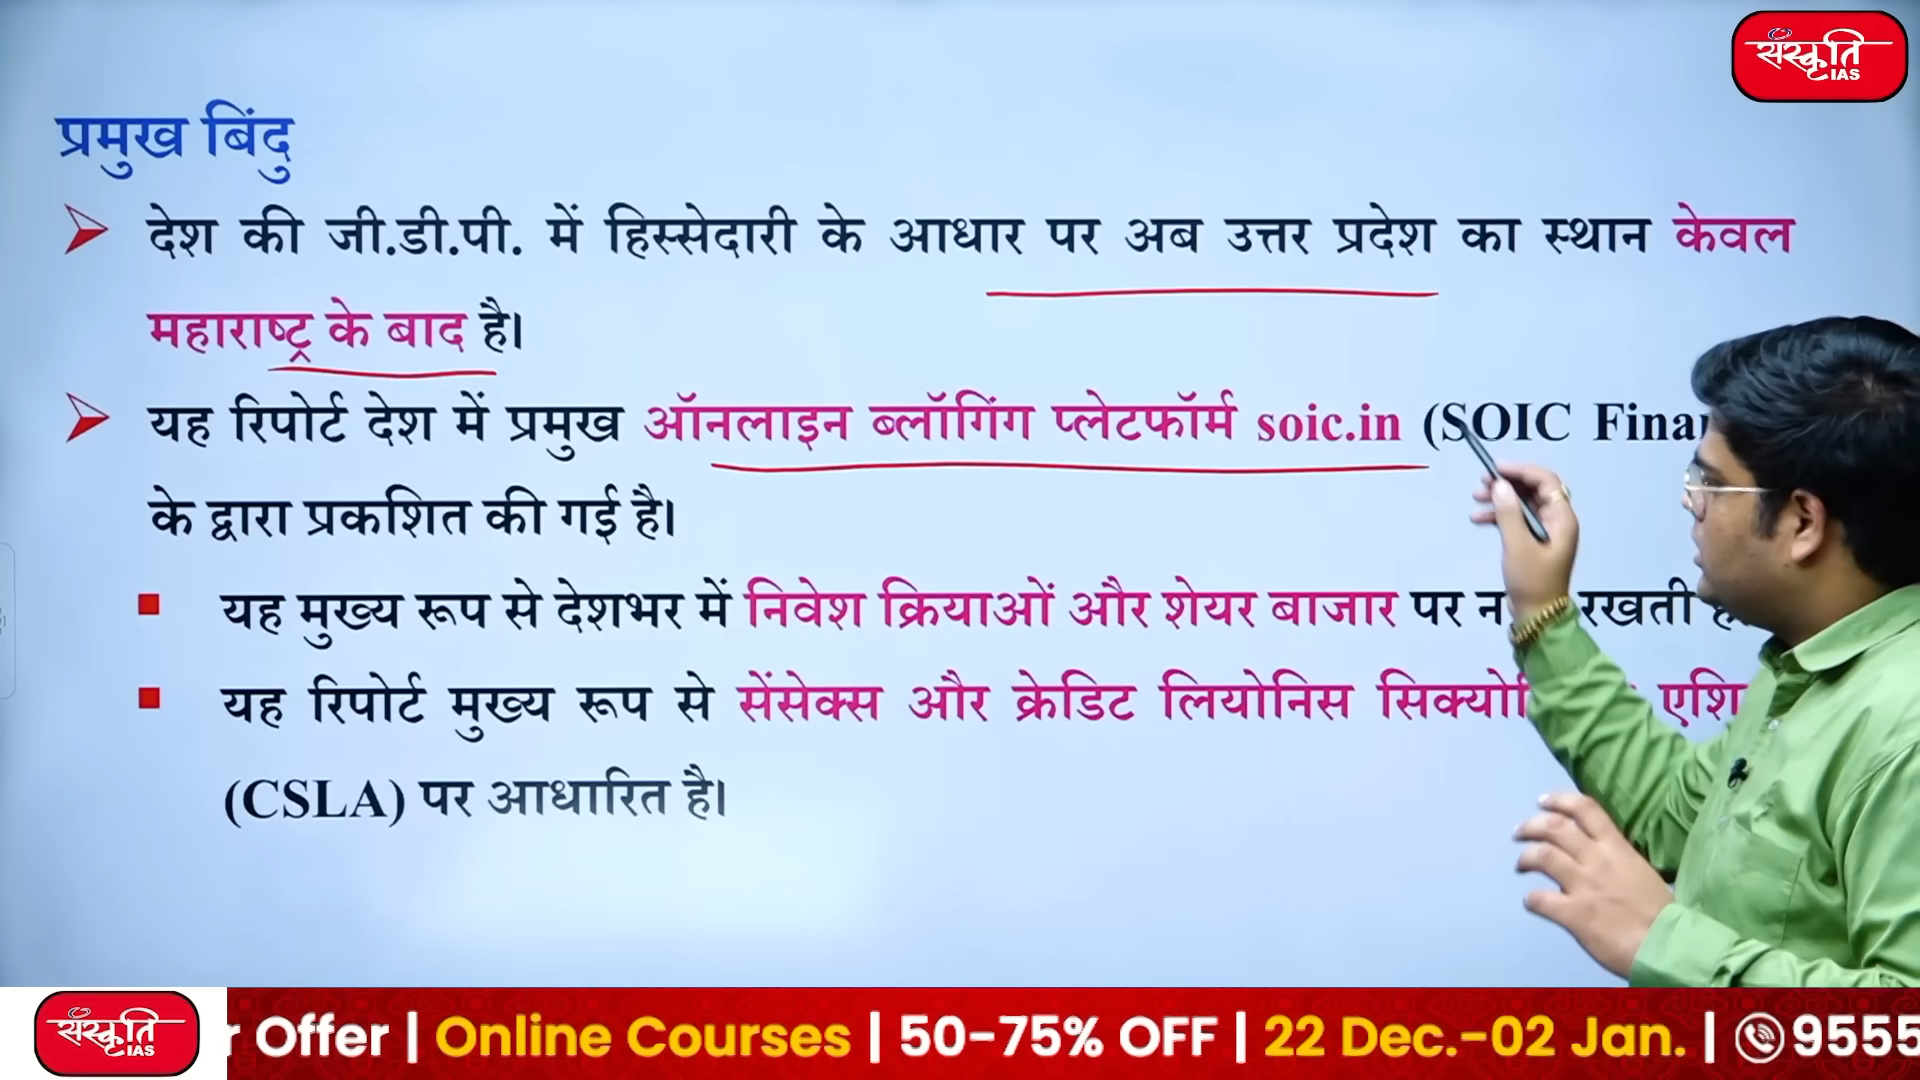 संस्कृति
IAS
प्रमुख बिंदु
देश की जी.डी.पी. में हिस्सेदारी के आधार पर अब उत्तर प्रदेश का स्थान केवल
महाराष्ट्र के बाद है।
यह रिपोर्ट देश में प्रमुख ऑनलाइन ब्लॉगिंग प्लेटफॉर्म soic.in (SOIC
के द्वारा प्रकशित की गई है।
यह मुख्य रूप से देशभर में निवेश क्रियाओं और शेयर बाजार पर रखती
यह रिपोर्ट मुख्य रूप से सेंसेक्स और क्रेडिट लियोनिस
(CSLA) पर आधारित है।
संस्कृति
IAS
r Offer | Online Courses | 50-75% OFF | 22 Dec.-02 Jan. | 9555